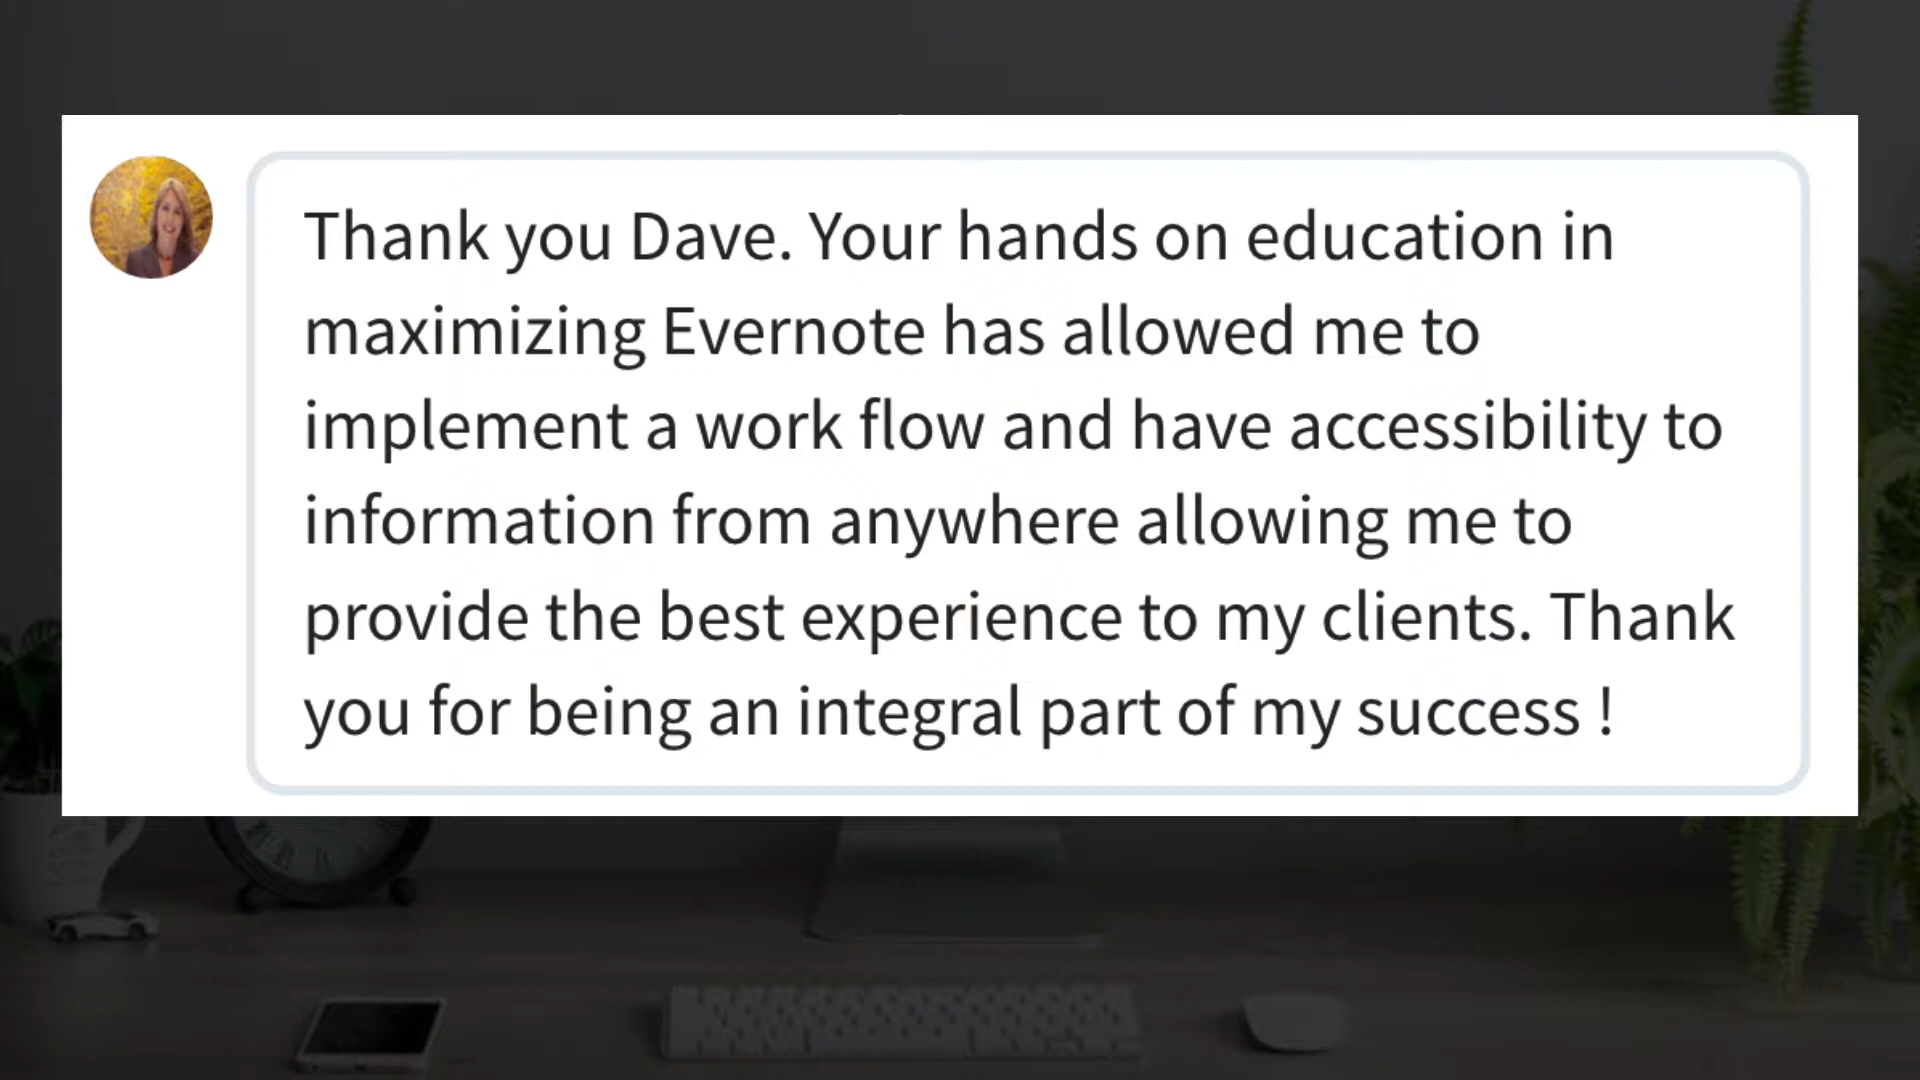 Thank you Dave. Your hands on education in
maximizing Evernote has allowed me to
implement a work flow and have accessibility to
information from anywhere allowing me to
provide the best experience to my clients. Thank
you for being an integral part of my success !